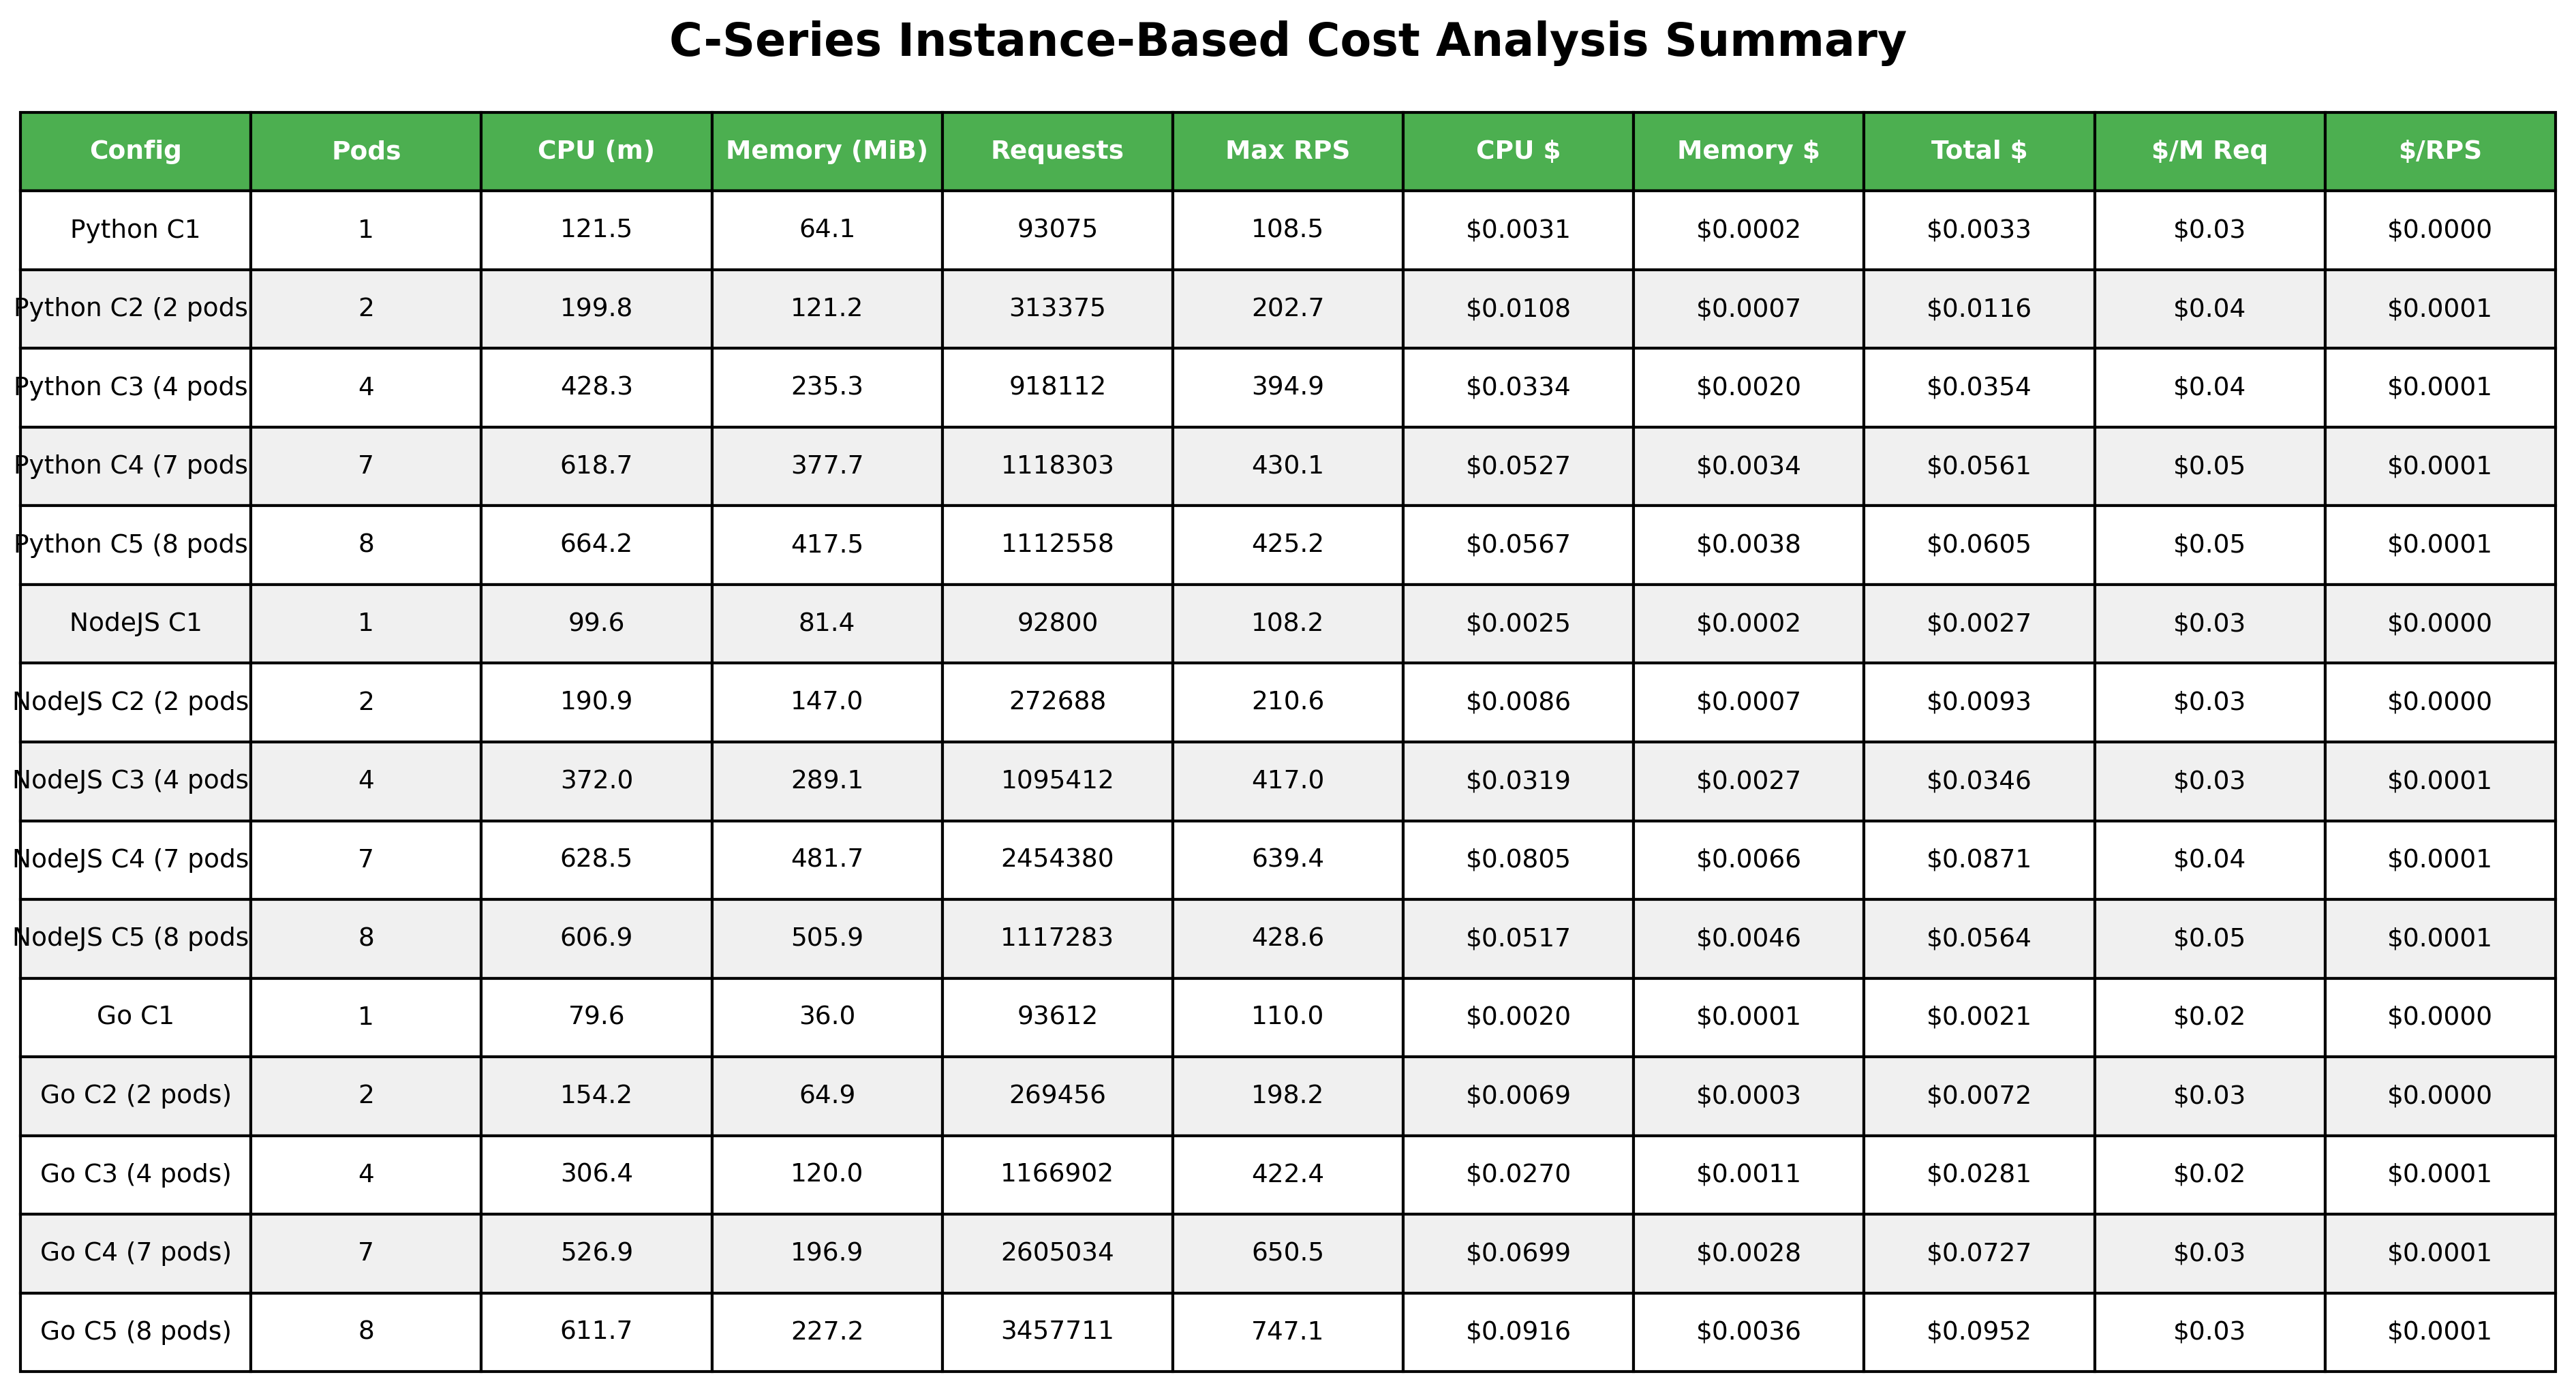 C-Series Instance-Based Cost Analysis Summary
Config Pods CPU (m) Memory (MiB) Requests Max RPS CPU $ Memory $ Total $ $/M Req $/RPS
Python C1 1 121.5 64.1 93075 108.5 $0.0031 $0.0002 $0.0033 $0.03 $0.0000
Python C2 (2 pods 2 199.8 121.2 313375 202.7 $0.0108 $0.0007 $0.0116 $0.04 $0.0001
Python C3 (4 pods 4 428.3 235.3 918112 394.9 $0.0334 $0.0020 $0.0354 $0.04 $0.0001
Python C4 (7 pods 7 618.7 377.7 1118303 430.1 $0.0527 $0.0034 $0.0561 $0.05 $0.0001
Python C5 (8 pods 8 664.2 417.5 1112558 425.2 $0.0567 $0.0038 $0.0605 $0.05 $0.0001
NodeJS C1 1 99.6 81.4 92800 108.2 $0.0025 $0.0002 $0.0027 $0.03 $0.0000
NodeJS C2 (2 pods 2 190.9 147.0 272688 210.6 $0.0086 $0.0007 $0.0093 $0.03 $0.0000
NodeJS C3 (4 pods 4 372.0 289.1 1095412 417.0 $0.0319 $0.0027 $0.0346 $0.03 $0.0001
NodeJS C4 (7 pods 7 628.5 481.7 2454380 639.4 $0.0805 $0.0066 $0.0871 $0.04 $0.0001
NodeJS C5 (8 pods 8 606.9 505.9 1117283 428.6 $0.0517 $0.0046 $0.0564 $0.05 $0.0001
Go C1 1 79.6 36.0 93612 110.0 $0.0020 $0.0001 $0.0021 $0.02 $0.0000
Go C2 (2 pods) 2 154.2 64.9 269456 198.2 $0.0069 $0.0003 $0.0072 $0.03 $0.0000
Go C3 (4 pods) 4 306.4 120.0 1166902 422.4 $0.0270 $0.0011 $0.0281 $0.02 $0.0001
Go C4 (7 pods) 7 526.9 196.9 2605034 650.5 $0.0699 $0.0028 $0.0727 $0.03 $0.0001
Go C5 (8 pods) 8 611.7 227.2 3457711 747.1 $0.0916 $0.0036 $0.0952 $0.03 $0.0001